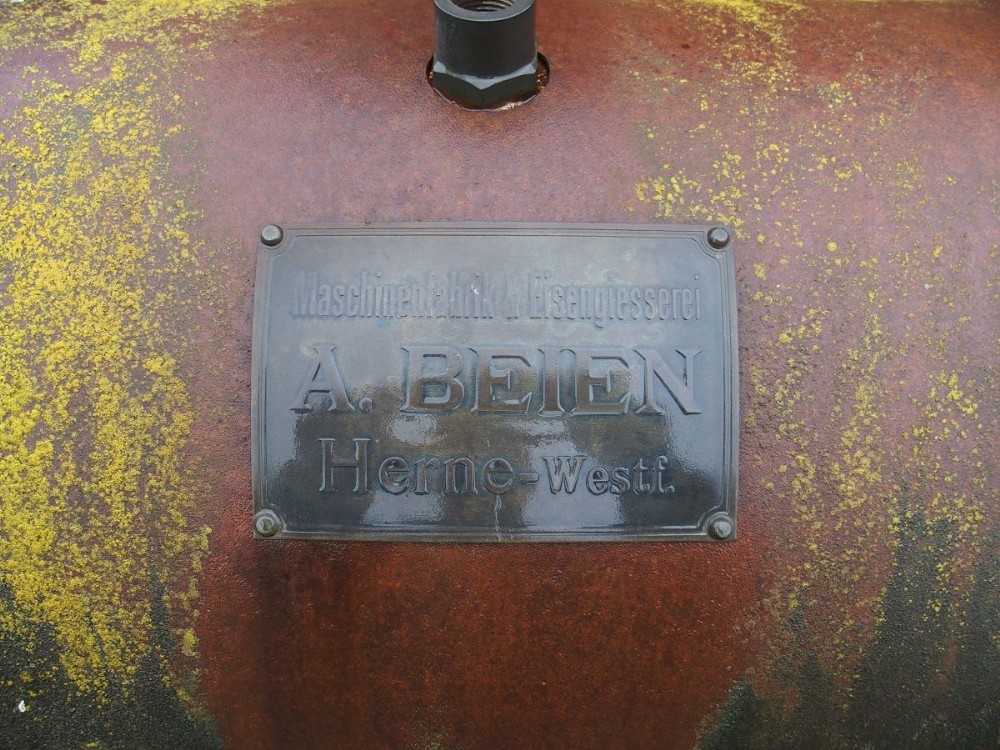 Maschinenfabrik & Eisengiesserei
A. BEIEN
Herne-Westf.